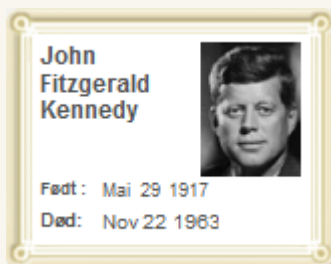 John
Fitzgerald
Kennedy
Født: Mai 29 1917
Død: Nov 22 1963